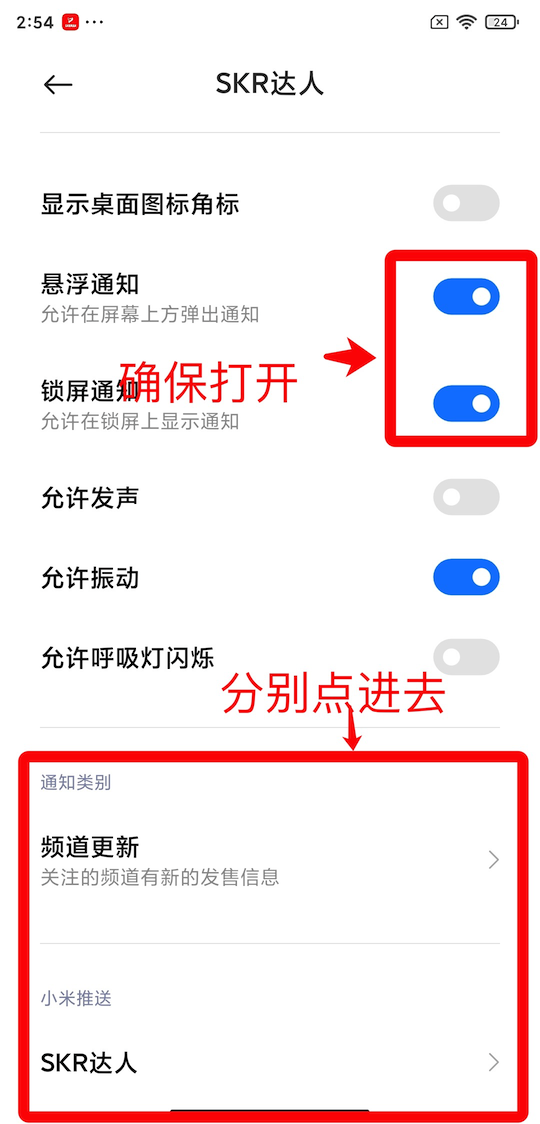 2:54
24
SKR达人
显示桌面图标角标
悬浮通知
允许在屏幕上方弹出通知
确保打开
锁屏通知
允许在锁屏上显示通知
允许发声
允许振动
允许呼吸灯闪烁
分别点进去
通知类别
频道更新
关注的频道有新的发售信息
小米推送
SKR达人